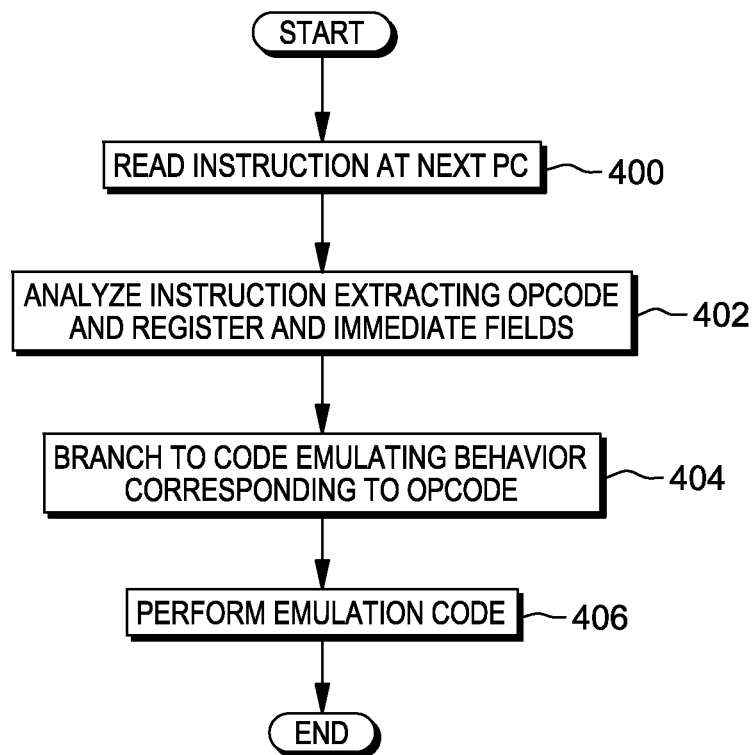 START
READ INSTRUCTION AT NEXT PC
400
ANALYZE INSTRUCTION EXTRACTING OPCODE
AND REGISTER AND IMMEDIATE FIELDS
402
BRANCH TO CODE EMULATING BEHAVIOR
CORRESPONDING TO OPCODE
404
PERFORM EMULATION CODE
406
END